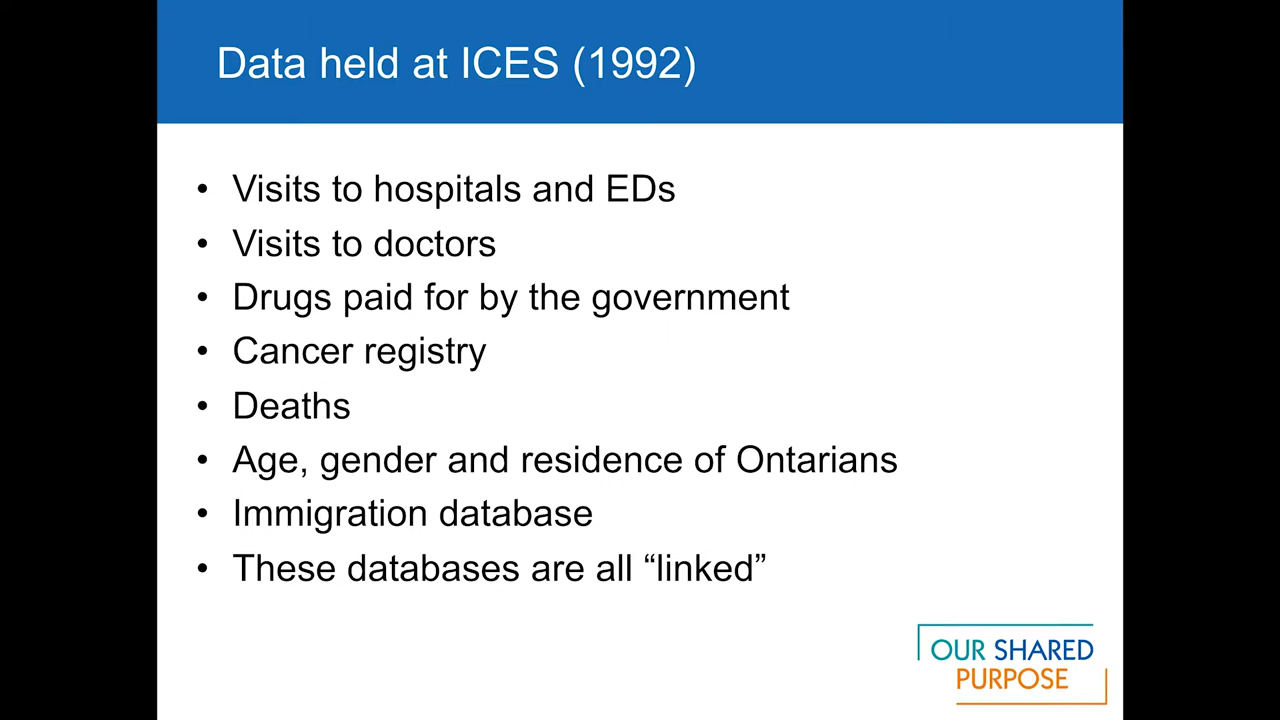 Data held at ICES (1992)
• Visits to hospitals and EDs
• Visits to doctors
• Drugs paid for by the government
• Cancer registry
• Deaths
• Age, gender and residence of Ontarians
• Immigration database
• These databases are all “linked”
OUR SHARED
PURPOSE